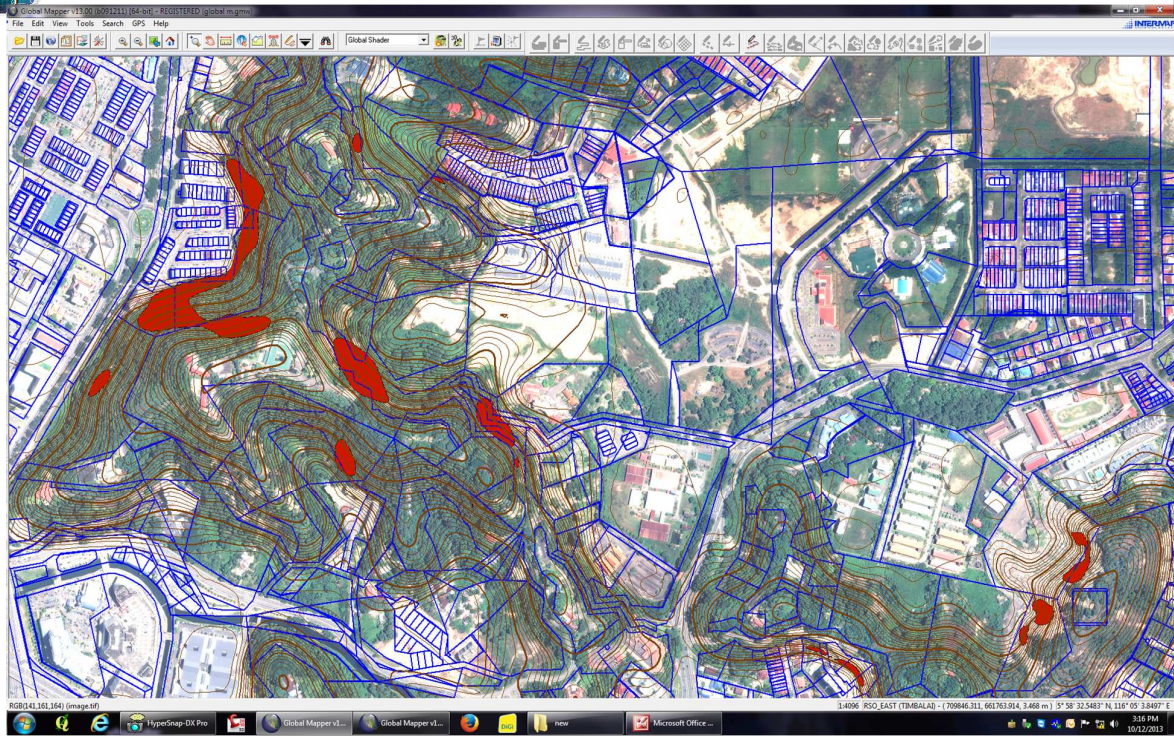 Global Mapper v13.00 (b091211) [64-bit] - REGISTERED (global m.gmw)
File Edit View Tools Search GPS Help
INTERMAP
Global Shader
RGB(141,161,164) (image.tif)
1:4096 RSO_EAST (TIMBALAI) - ( 709846.311, 661763.914, 3.468 m ) 5° 58' 32.5483" N, 116° 05' 3.8497" E
HyperSnap-DX Pro
Global Mapper v1...
Global Mapper v1...
DiGi
new
Microsoft Office ...
3:16 PM
10/12/2013